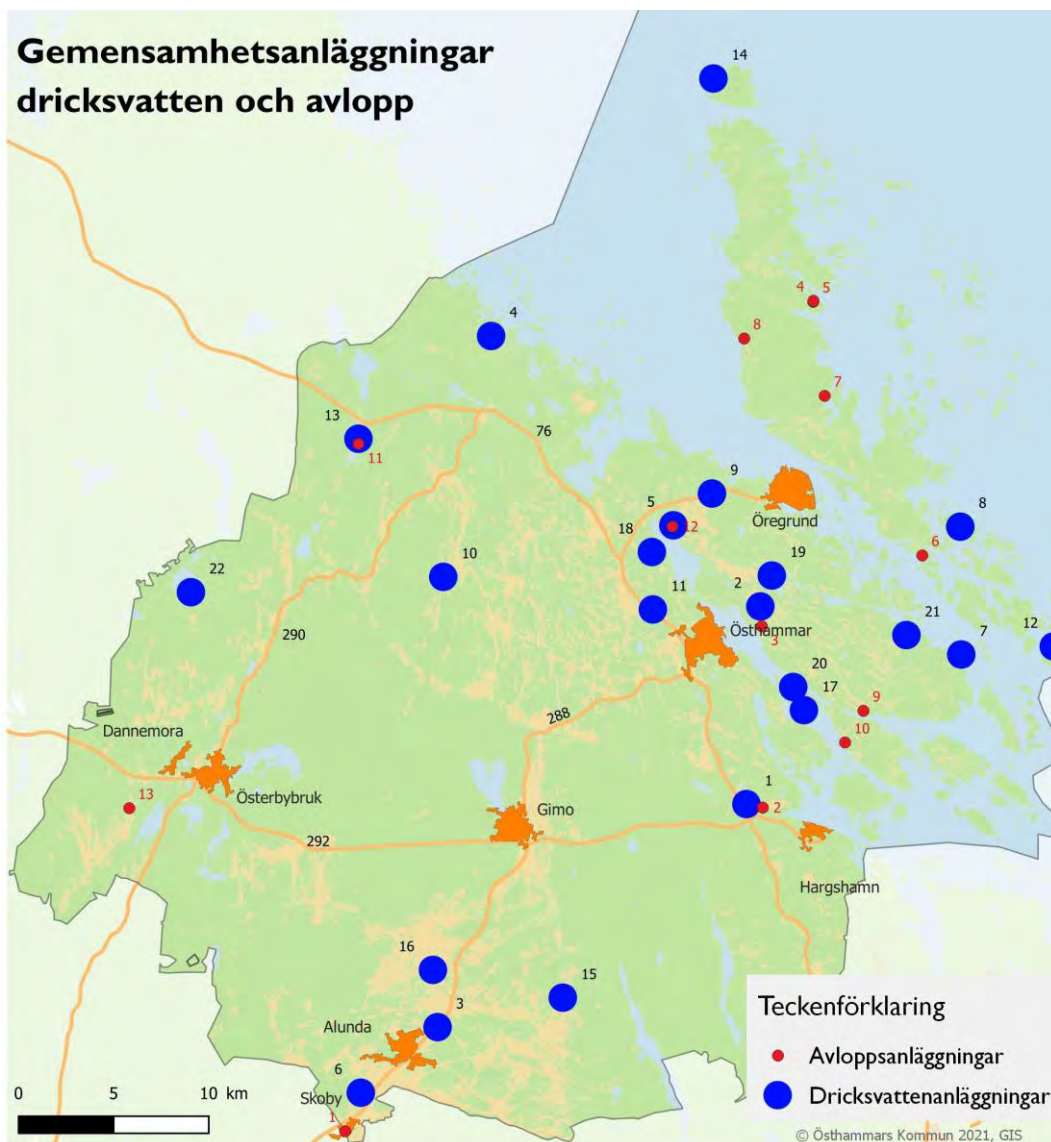 Gemensamhetsanläggningar
dricksvatten och avlopp
14
4 5
8
4
7
76
13
11
9
5
Öregrund
8
12
18
6
10
19
22
2
11
21
Östhammar
7
12
3
290
20
17
9
288
10
Dannemora
1
Österbybruk
13
Gimo
2
292
Hargshamn
16
15
3
Alunda
6
0 5 10 km
Skoby
1
Teckenförklaring
Avloppsanläggningar
Dricksvattenanläggningar
© Östhammars Kommun 2021, GIS